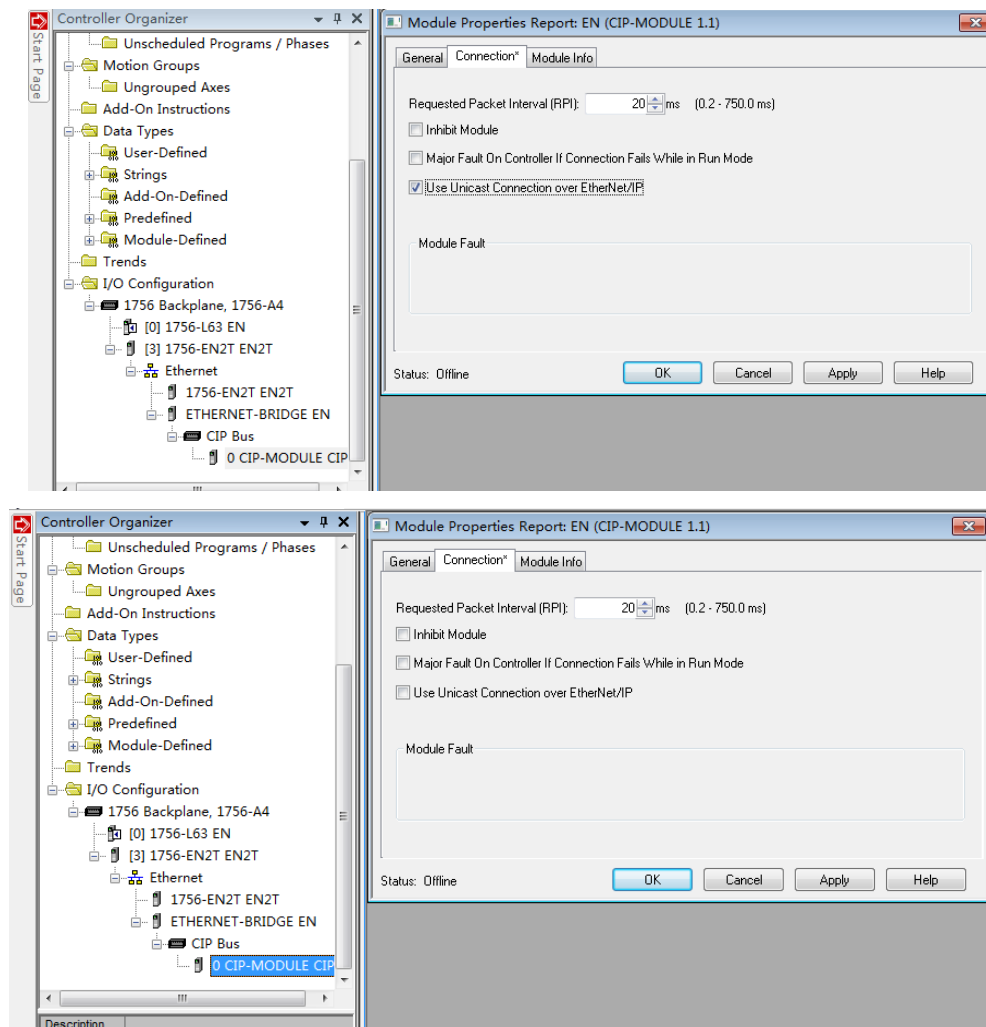 Controller Organizer
Start Page
Unscheduled Programs / Phases
Motion Groups
Ungrouped Axes
Add-On Instructions
Data Types
User-Defined
Strings
Add-On-Defined
Predefined
Module-Defined
Trends
I/O Configuration
1756 Backplane, 1756-A4
[0] 1756-L63 EN
[3] 1756-EN2T EN2T
Ethernet
1756-EN2T EN2T
ETHERNET-BRIDGE EN
CIP Bus
0 CIP-MODULE CIP
Module Properties Report: EN (CIP-MODULE 1.1)
General Connection* Module Info
Requested Packet Interval (RPI): 20 ms (0.2 - 750.0 ms)
Inhibit Module
Major Fault On Controller If Connection Fails While in Run Mode
Use Unicast Connection over EtherNet/IP
Module Fault
Status: Offline OK Cancel Apply Help
Controller Organizer
Start Page
Unscheduled Programs / Phases
Motion Groups
Ungrouped Axes
Add-On Instructions
Data Types
User-Defined
Strings
Add-On-Defined
Predefined
Module-Defined
Trends
I/O Configuration
1756 Backplane, 1756-A4
[0] 1756-L63 EN
[3] 1756-EN2T EN2T
Ethernet
1756-EN2T EN2T
ETHERNET-BRIDGE EN
CIP Bus
0 CIP-MODULE CIP
Description
Module Properties Report: EN (CIP-MODULE 1.1)
General Connection* Module Info
Requested Packet Interval (RPI): 20 ms (0.2 - 750.0 ms)
Inhibit Module
Major Fault On Controller If Connection Fails While in Run Mode
Use Unicast Connection over EtherNet/IP
Module Fault
Status: Offline OK Cancel Apply Help